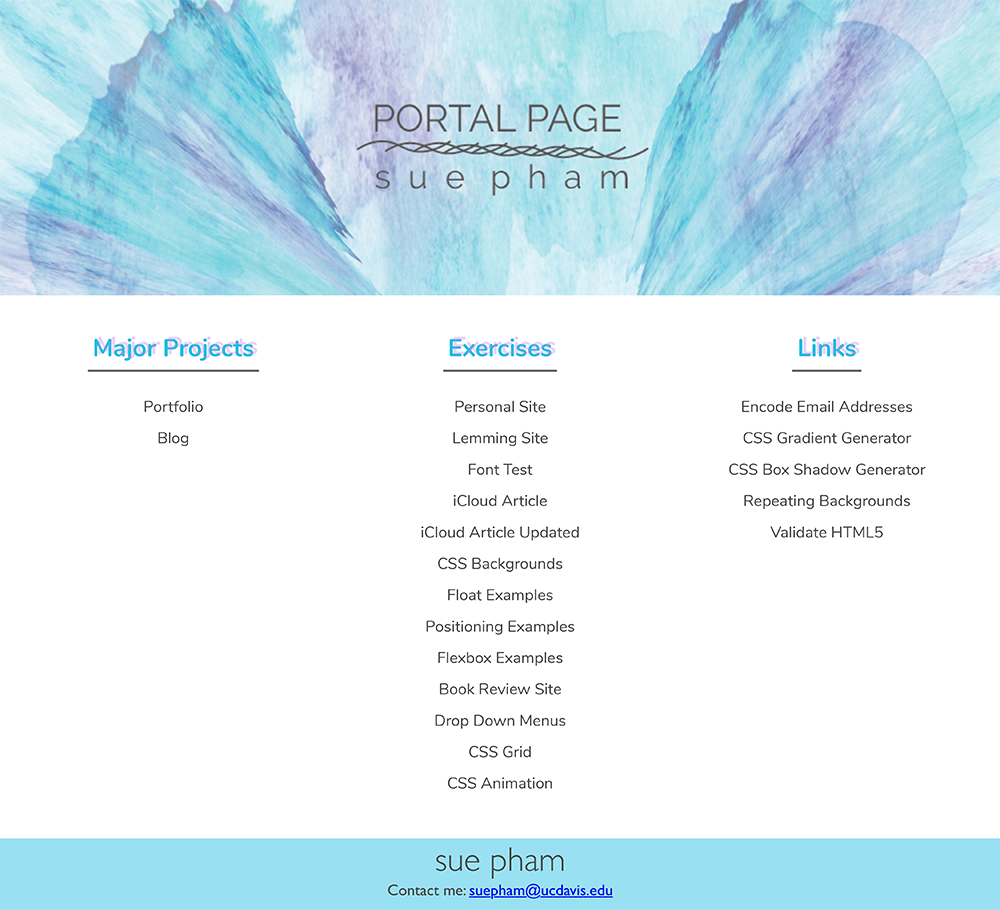 PORTAL PAGE
sue pham
Major Projects
Portfolio
Blog
Exercises
Personal Site
Lemming Site
Font Test
iCloud Article
iCloud Article Updated
CSS Backgrounds
Float Examples
Positioning Examples
Flexbox Examples
Book Review Site
Drop Down Menus
CSS Grid
CSS Animation
Links
Encode Email Addresses
CSS Gradient Generator
CSS Box Shadow Generator
Repeating Backgrounds
Validate HTML5
sue pham
Contact me: suepham@ucdavis.edu